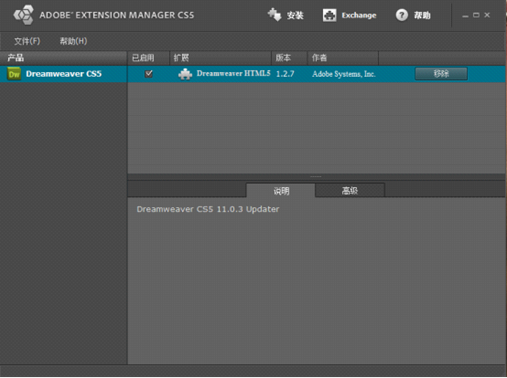 ADOBE® EXTENSION MANAGER CS5 安装 Exchange 帮助
文件(F) 帮助(H)
产品 已启用 扩展 版本 作者
Dw Dreamweaver CS5 Dreamweaver HTML5 1.2.7 Adobe Systems, Inc. 移除
说明 高级
Dreamweaver CS5 11.0.3 Updater